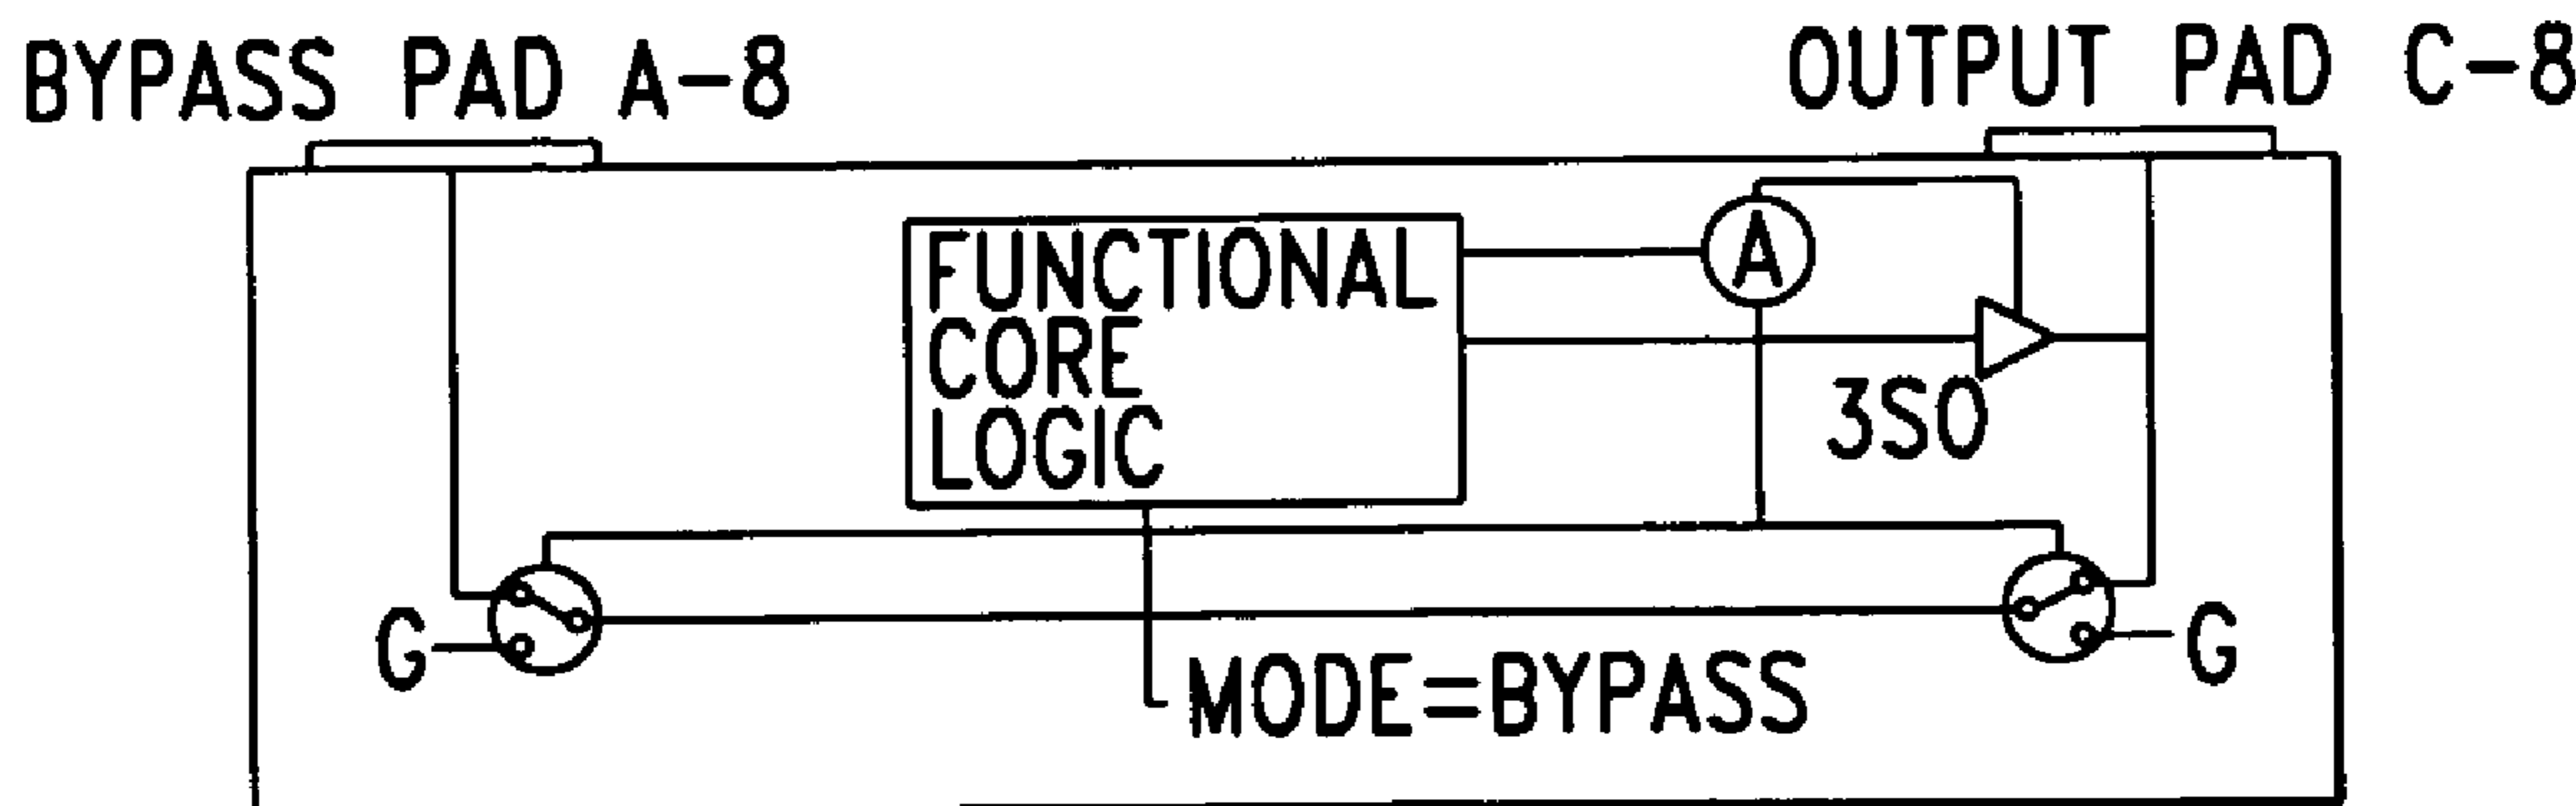 BYPASS PAD A-8
OUTPUT PAD C-8
A
FUNCTIONAL
CORE
LOGIC
3SO
G
G
MODE=BYPASS